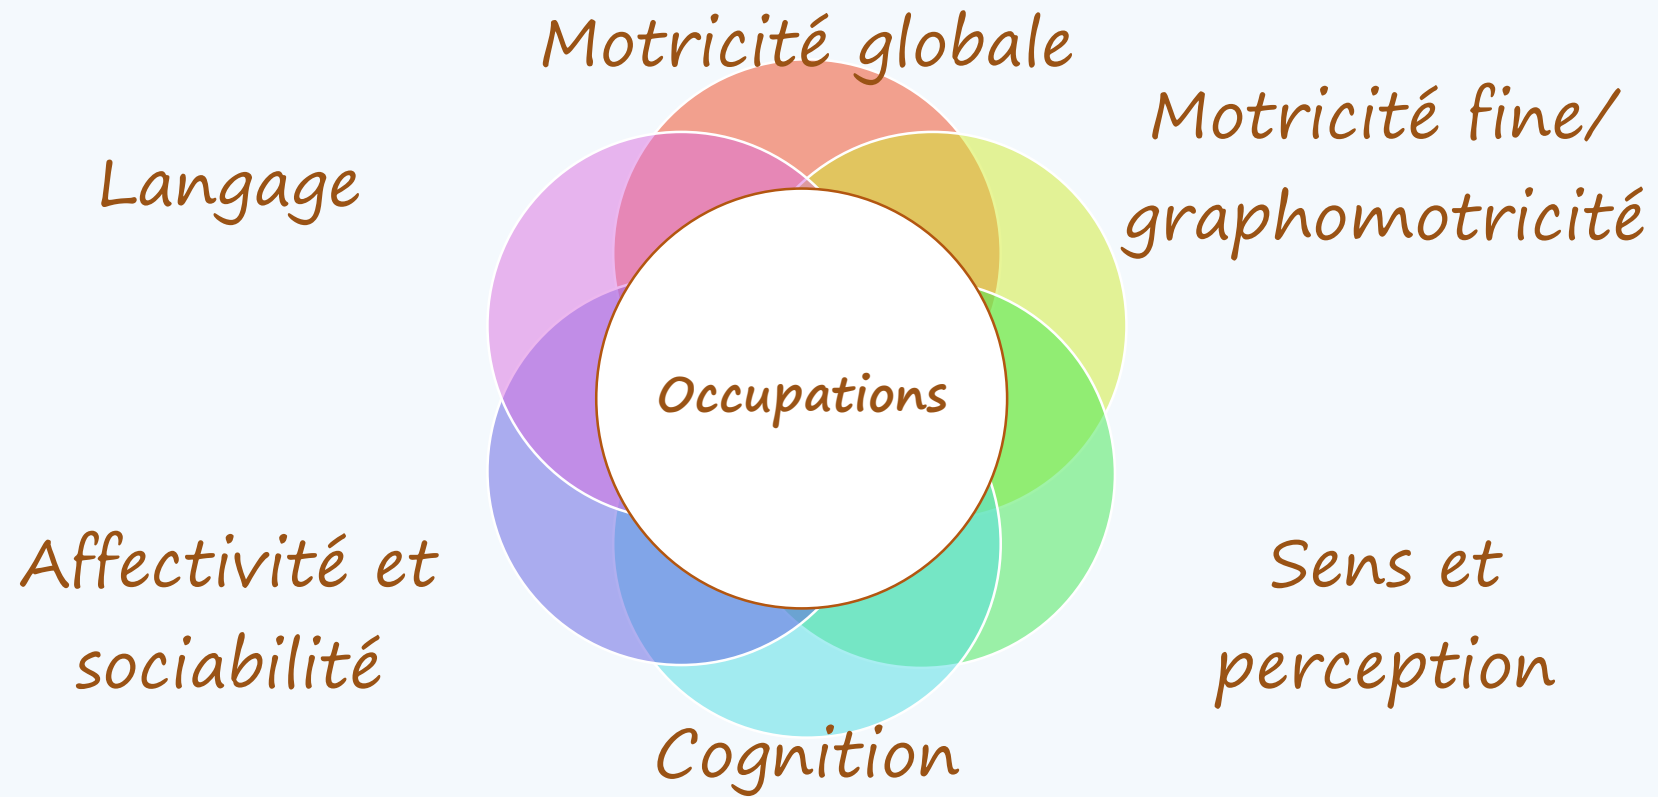 Motricité globale
Motricité fine/
graphomotricité
Langage
Occupations
Affectivité et
sociabilité
Sens et
perception
Cognition